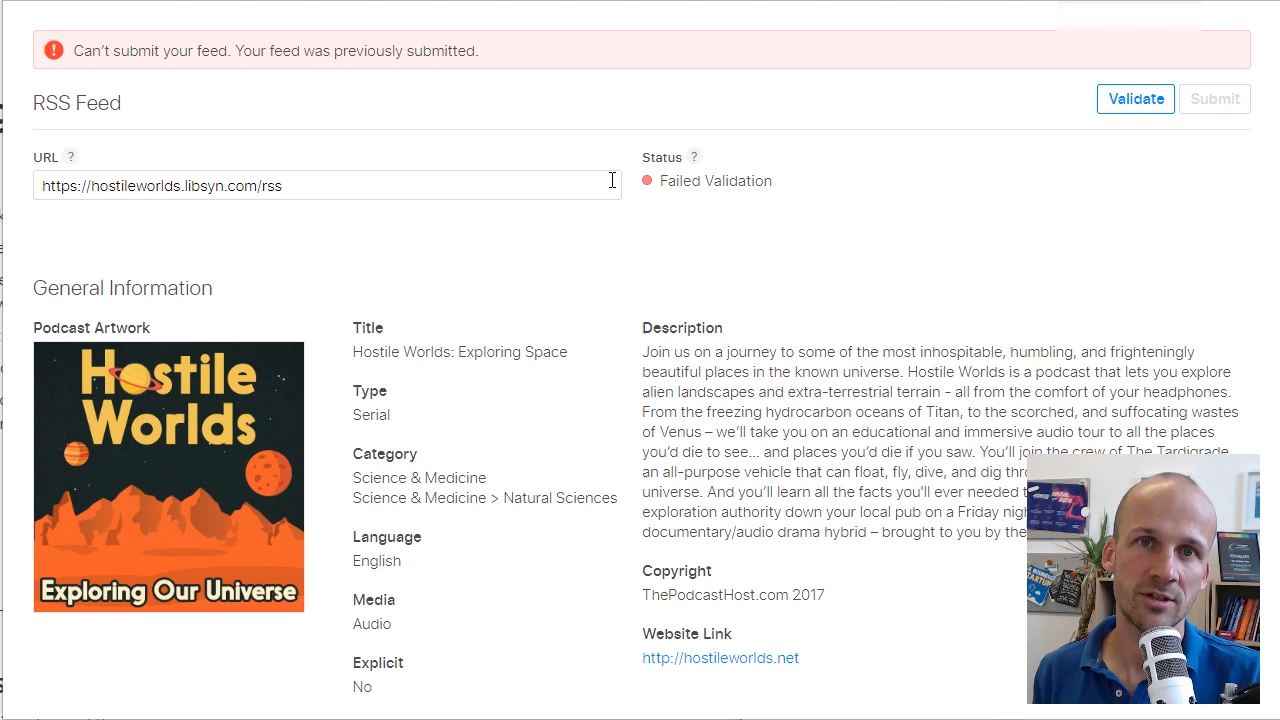 Can't submit your feed. Your feed was previously submitted.
RSS Feed
Validate
Submit
URL ?
https://hostileworlds.libsyn.com/rss
Status ?
Failed Validation
General Information
Podcast Artwork
Hostile
Worlds
Exploring Our Universe
Title
Hostile Worlds: Exploring Space
Type
Serial
Category
Science & Medicine
Science & Medicine > Natural Sciences
Language
English
Media
Audio
Explicit
No
Description
Join us on a journey to some of the most inhospitable, humbling, and frighteningly
beautiful places in the known universe. Hostile Worlds is a podcast that lets you explore
alien landscapes and extra-terrestrial terrain - all from the comfort of your headphones.
From the freezing hydrocarbon oceans of Titan, to the scorched, and suffocating wastes
of Venus – we'll take you on an educational and immersive audio tour to all the places
you'd die to see... and places you'd die if you saw. You'll join the crew of The Tardigrade,
an all-purpose vehicle that can float, fly, dive, and dig
universe. And you'll learn all the facts you'll ever needed
exploration authority down your local pub on a Friday
documentary/audio drama hybrid – brought to you by the
Copyright
ThePodcastHost.com 2017
Website Link
http://hostileworlds.net